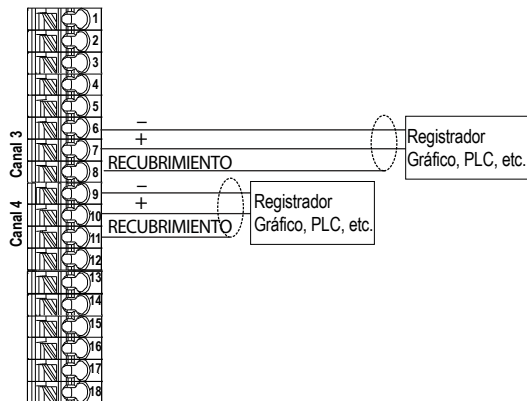 1
2
3
4
5
6
7
8
9
10
11
12
13
14
15
16
17
18
Canal 3
Canal 4
−
+
RECUBRIMIENTO
−
+
RECUBRIMIENTO
Registrador
Gráfico, PLC, etc.
Registrador
Gráfico, PLC, etc.